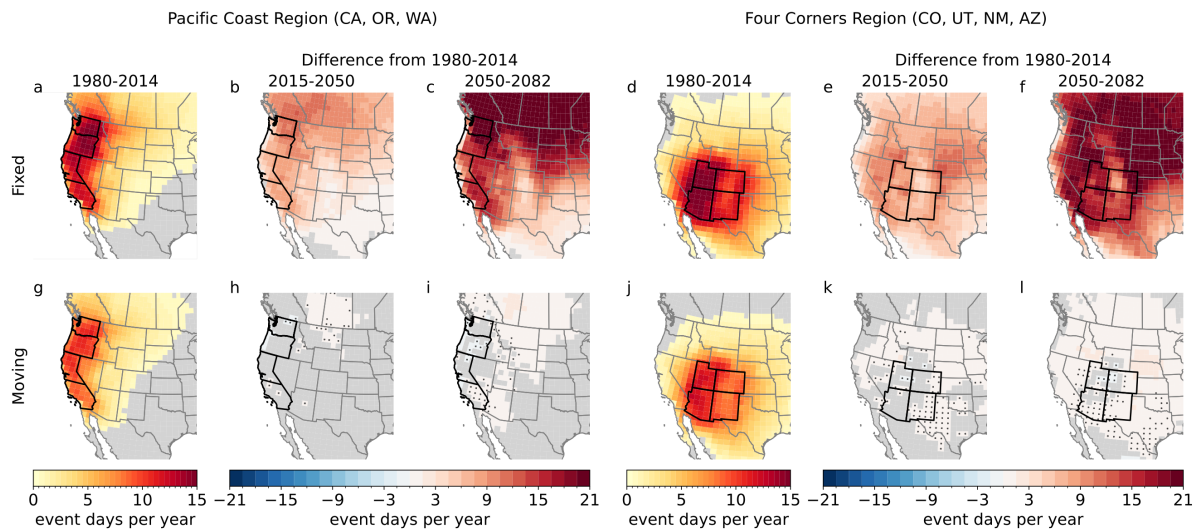 Pacific Coast Region (CA, OR, WA)
Four Corners Region (CO, UT, NM, AZ)
Difference from 1980-2014
Difference from 1980-2014
a 1980-2014
b 2015-2050
c 2050-2082
d 1980-2014
e 2015-2050
f 2050-2082
Fixed
g
h
i
j
k
l
Moving
0 5 10 15
−21 −15 −9 −3 3 9 15 21
0 5 10 15
−21 −15 −9 −3 3 9 15 21
event days per year
event days per year
event days per year
event days per year